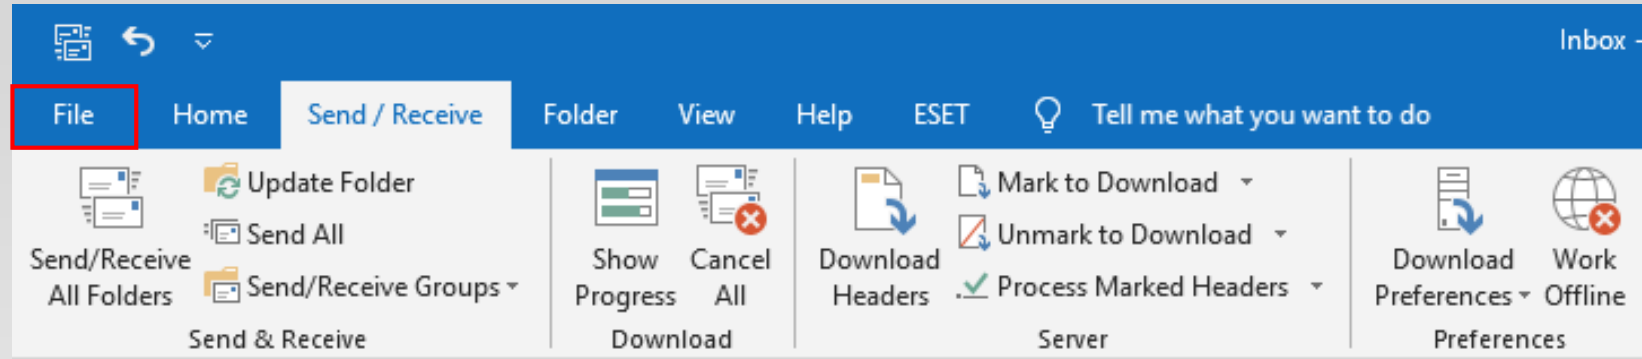 Inbox -
File Home Send / Receive Folder View Help ESET Tell me what you want to do
Send/Receive All Folders
Update Folder
Send All
Send/Receive Groups
Show Progress
Cancel All
Download Headers
Mark to Download
Unmark to Download
Process Marked Headers
Download Preferences
Work Offline
Send & Receive Download Server Preferences